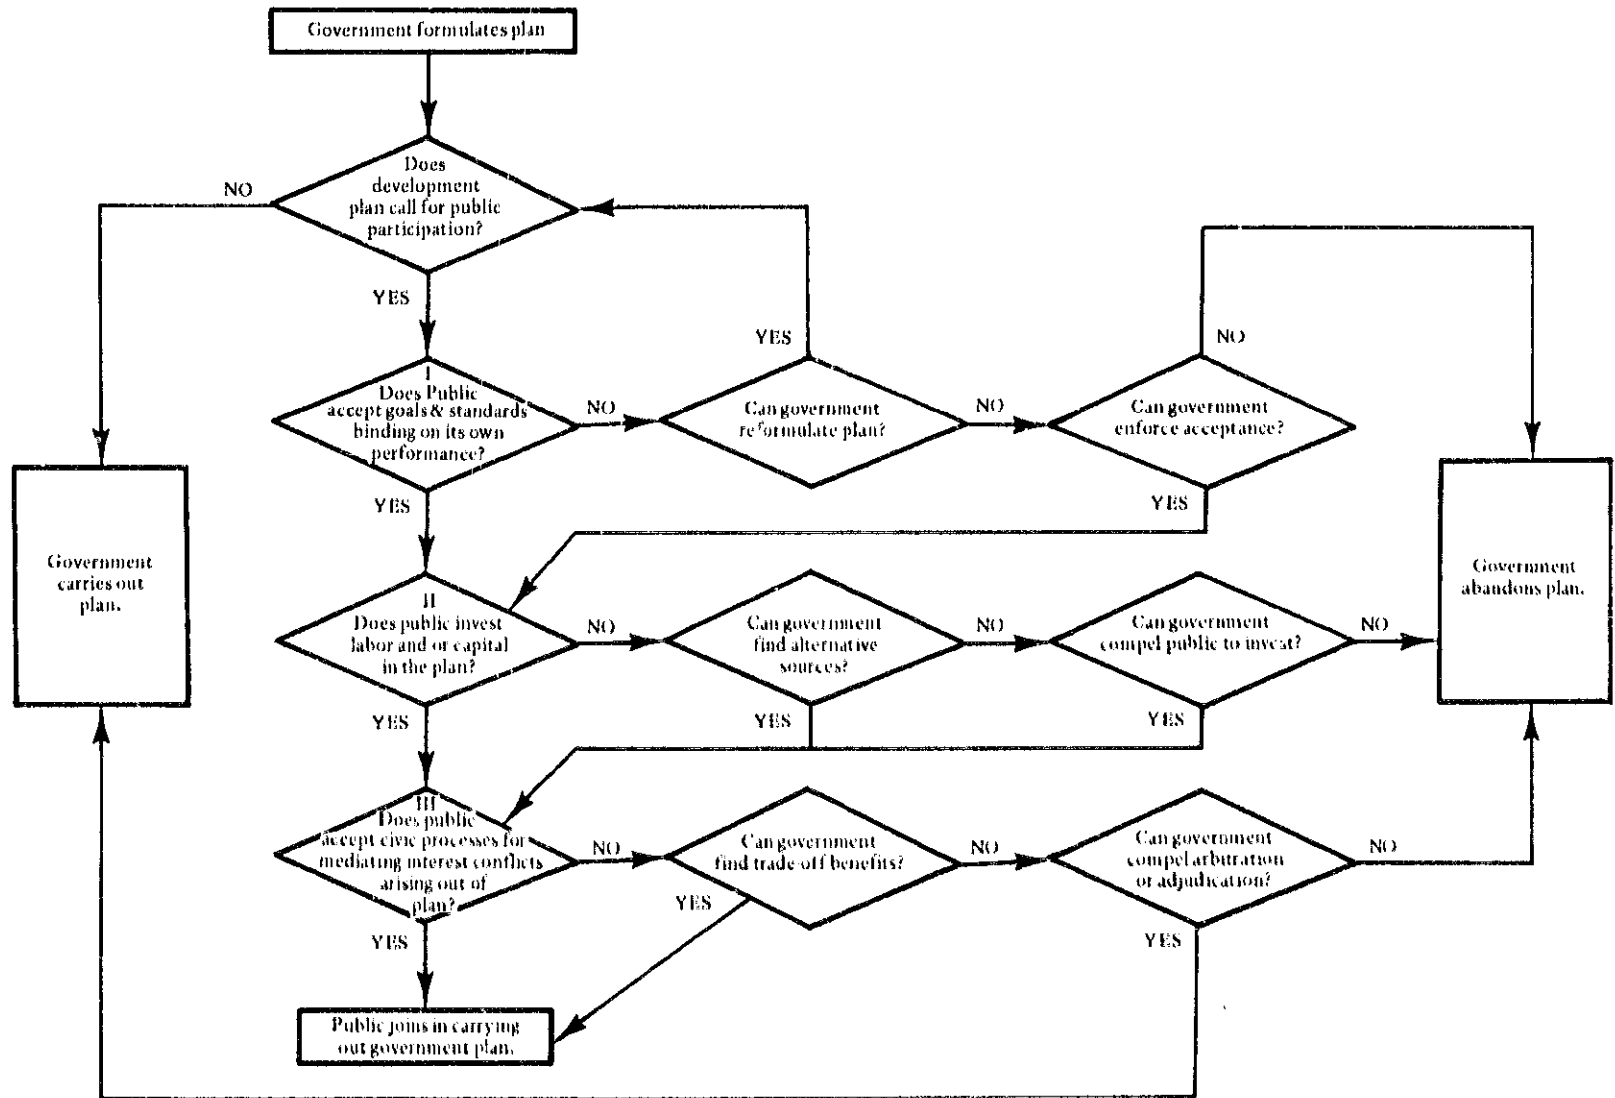 Government formulates plan
Does
development
plan call for public
participation?
NO
YES
I
Does Public
accept goals & standards
binding on its own
performance?
NO
YES
Can government
reformulate plan?
YES
NO
Can government
enforce acceptance?
NO
YES
Government
carries out
plan.
Government
abandons plan.
II
Does public invest
labor and or capital
in the plan?
NO
YES
Can government
find alternative
sources?
NO
YES
Can government
compel public to invest?
NO
YES
III
Does public
accept civic processes for
mediating interest conflicts
arising out of
plan?
NO
YES
Can government
find trade-off benefits?
NO
YES
Can government
compel arbitration
or adjudication?
NO
YES
Public joins in carrying
out government plan.